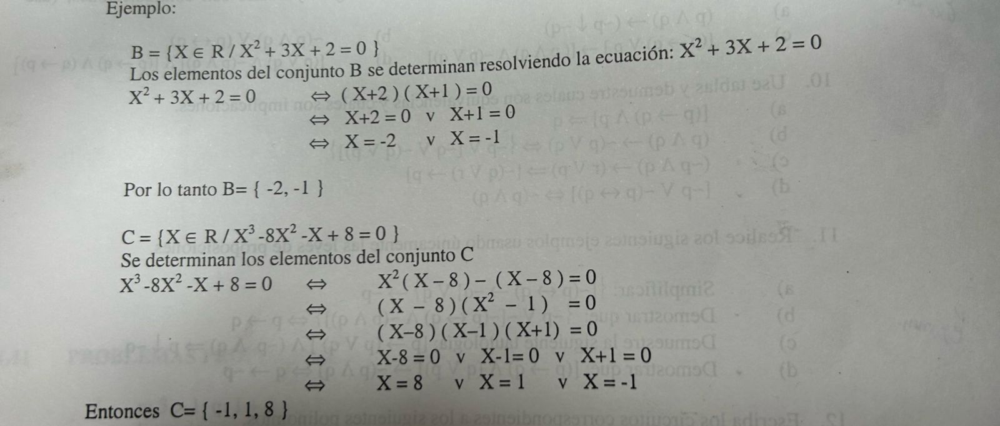 Ejemplo:
B = {X ∈ R / X² + 3X + 2 = 0 }
Los elementos del conjunto B se determinan resolviendo la ecuación: X² + 3X + 2 = 0
X² + 3X + 2 = 0 ⇔ ( X+2 ) ( X+1 ) = 0
⇔ X+2 = 0 v X+1 = 0
⇔ X = -2 v X = -1
Por lo tanto B= { -2, -1 }
C = {X ∈ R / X³ -8X² -X + 8 = 0 }
Se determinan los elementos del conjunto C
X³ -8X² -X + 8 = 0 ⇔ X² ( X – 8 ) – ( X – 8 ) = 0
⇔ ( X – 8 ) ( X² – 1 ) = 0
⇔ ( X–8 ) ( X–1 ) ( X+1) = 0
⇔ X-8 = 0 v X-1= 0 v X+1 = 0
⇔ X = 8 v X = 1 v X = -1
Entonces C= { -1, 1, 8 }